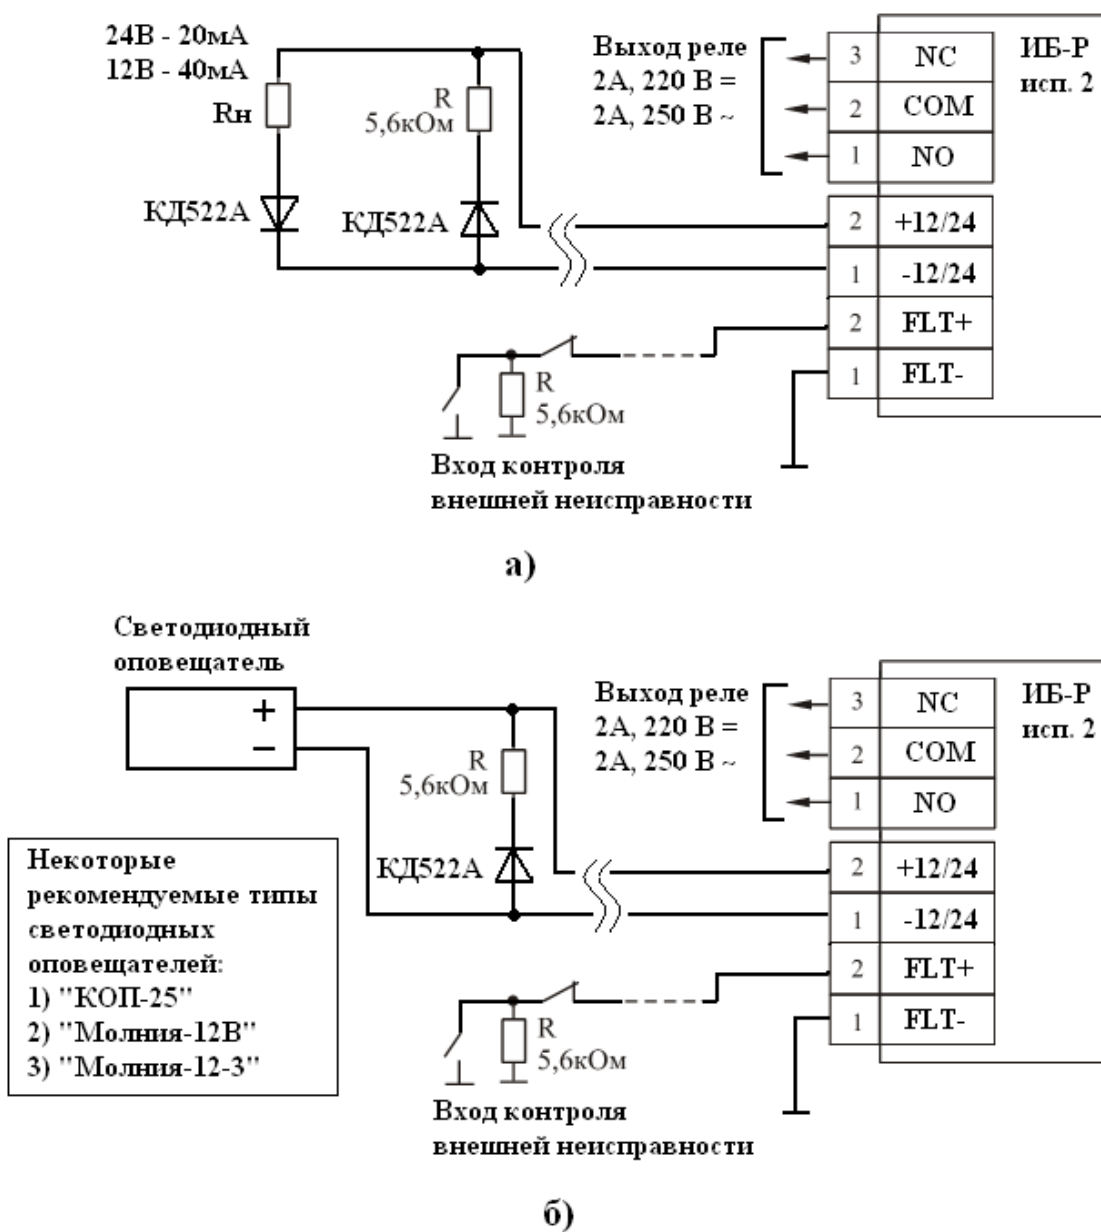 24В - 20мА
12В - 40мА
Rн
R
5,6кОм
КД522А
КД522А
Выход реле
2А, 220 В =
2А, 250 В ~
3 NC
2 COM
1 NO
2 +12/24
1 -12/24
2 FLT+
1 FLT-
ИБ-Р
исп. 2
R
5,6кОм
Вход контроля
внешней неисправности
а)
Светодиодный
оповещатель
+
−
R
5,6кОм
КД522А
Выход реле
2А, 220 В =
2А, 250 В ~
3 NC
2 COM
1 NO
2 +12/24
1 -12/24
2 FLT+
1 FLT-
ИБ-Р
исп. 2
Некоторые
рекомендуемые типы
светодиодных
оповещателей:
1) "КОП-25"
2) "Молния-12В"
3) "Молния-12-3"
R
5,6кОм
Вход контроля
внешней неисправности
б)